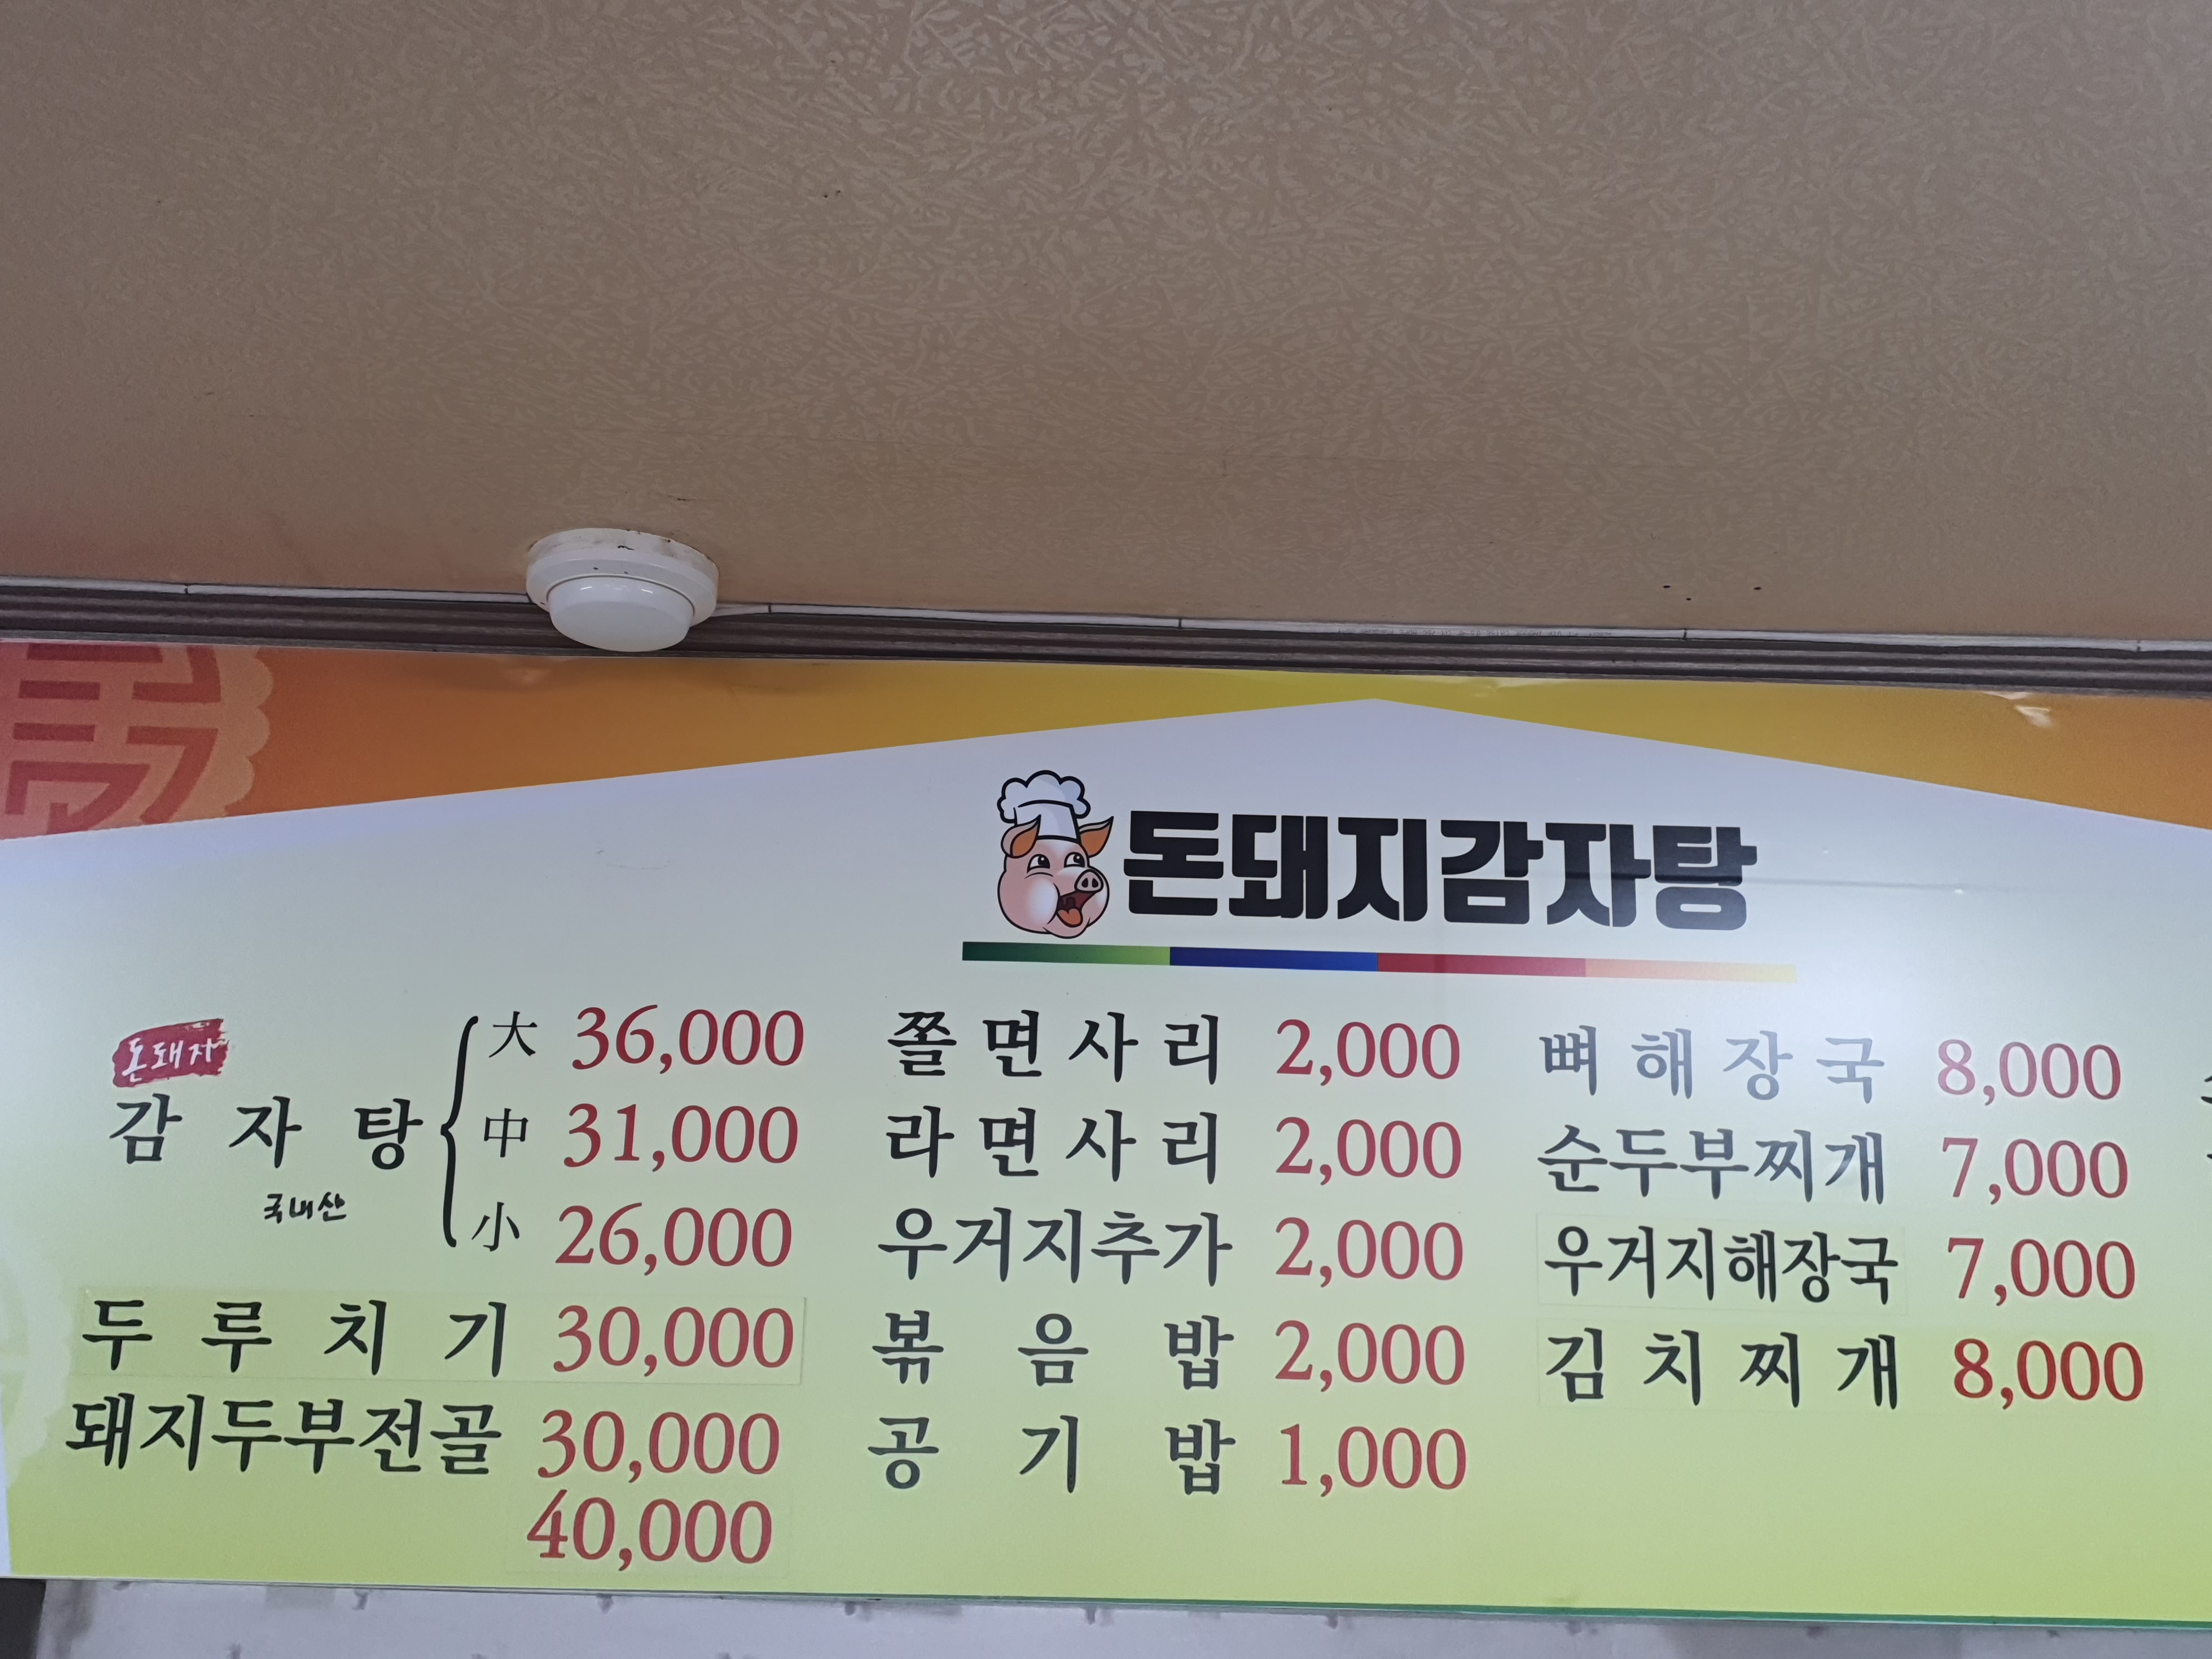 돈돼지감자탕
돈돼지
감자탕
국내산
大 36,000
中 31,000
小 26,000
두루치기 30,000
돼지두부전골 30,000
40,000
쫄면사리 2,000
라면사리 2,000
우거지추가 2,000
볶음밥 2,000
공기밥 1,000
뼈해장국 8,000
순두부찌개 7,000
우거지해장국 7,000
김치찌개 8,000